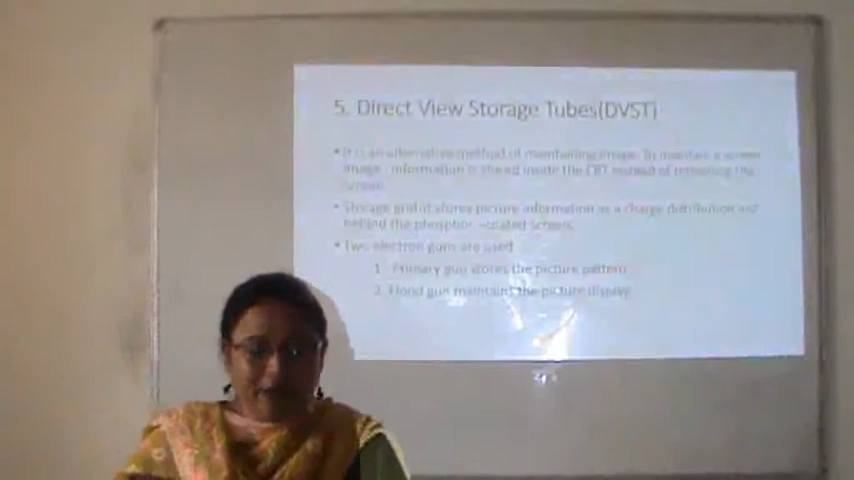 5. Direct View Storage Tubes(DVST)
• It is an alternative method of maintaining image. To maintain a screen
image, information is stored inside the CRT instead of refreshing the
screen.
• Storage grid it stores picture information as a charge distribution just
behind the phosphor –coated screen.
• Two electron guns are used
1. Primary gun stores the picture pattern
2. Flood gun maintains the picture display